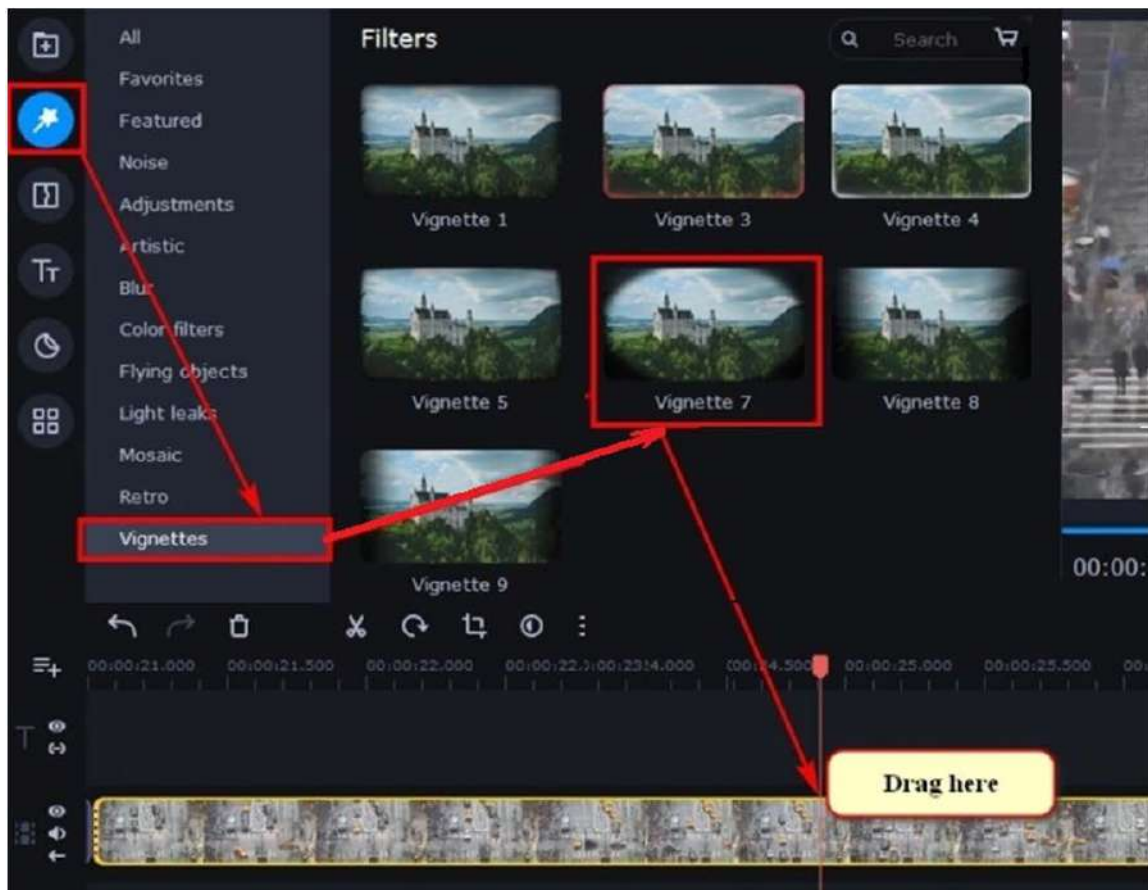 All
Favorites
Featured
Noise
Adjustments
Artistic
Blur
Color filters
Flying objects
Light leaks
Mosaic
Retro
Vignettes
Filters
Search
Vignette 1
Vignette 3
Vignette 4
Vignette 5
Vignette 7
Vignette 8
Vignette 9
00:00:
00:00:21.000 00:00:21.500 00:00:22.000 00:00:25.000 00:00:25.500
Drag here